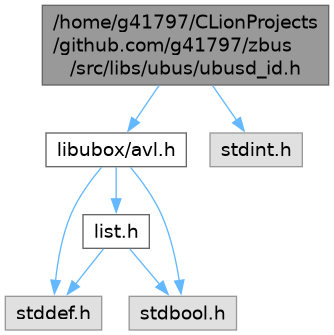 /home/g41797/CLionProjects
/github.com/g41797/zbus
/src/libs/ubus/ubusd_id.h
libubox/avl.h
stdint.h
list.h
stddef.h
stdbool.h